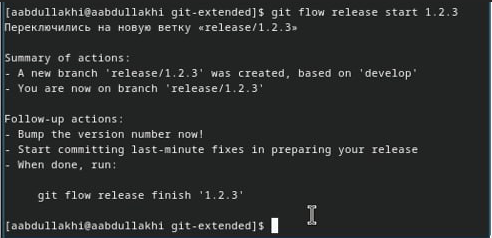 [aabdullakhi@aabdullakhi git-extended]$ git flow release start 1.2.3
Переключились на новую ветку «release/1.2.3»
Summary of actions:
- A new branch 'release/1.2.3' was created, based on 'develop'
- You are now on branch 'release/1.2.3'
Follow-up actions:
- Bump the version number now!
- Start committing last-minute fixes in preparing your release
- When done, run:
git flow release finish '1.2.3'
[aabdullakhi@aabdullakhi git-extended]$